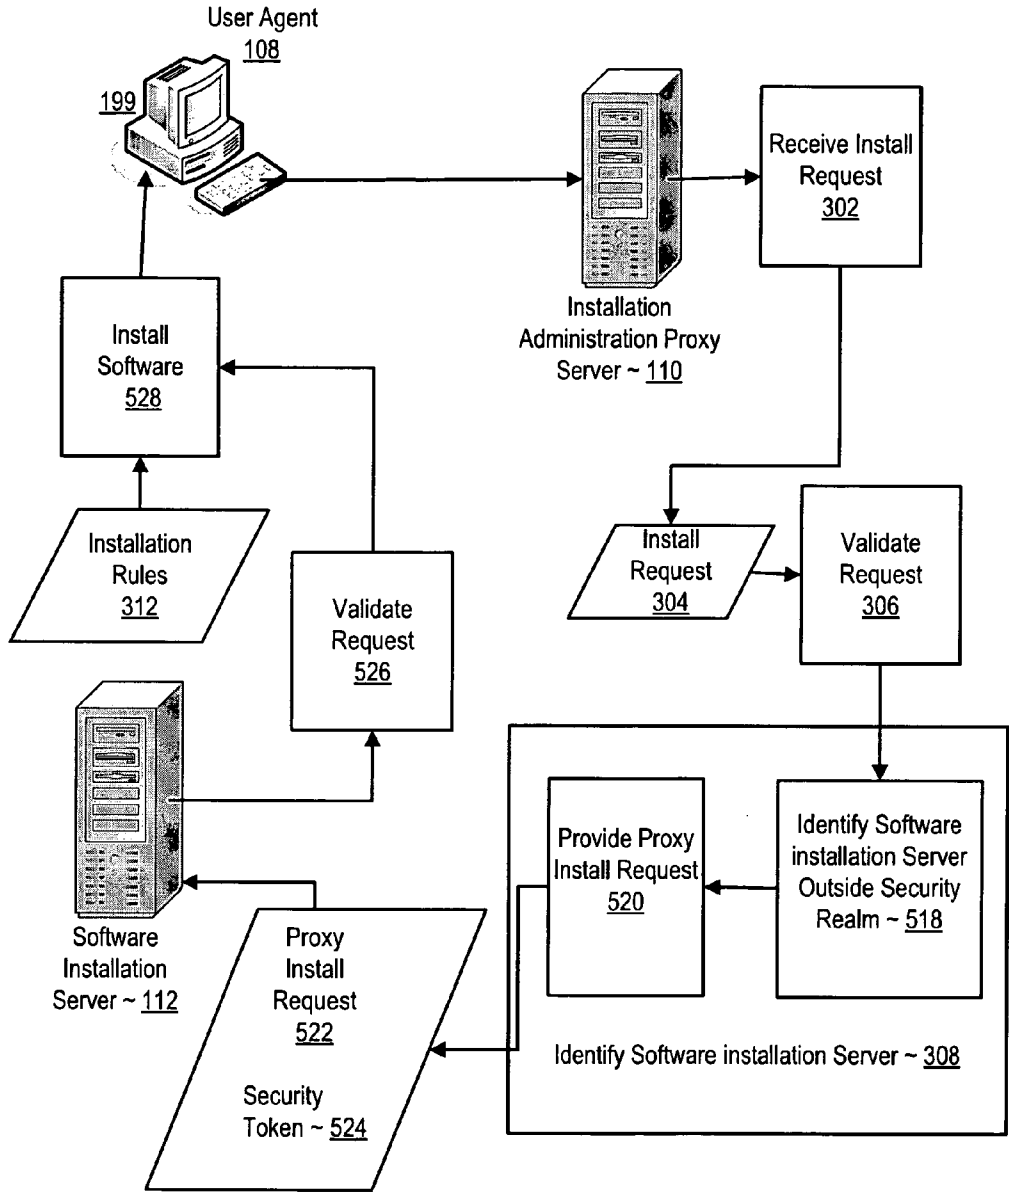 User Agent
108
199
Receive Install
Request
302
Installation
Administration Proxy
Server ~ 110
Install
Software
528
Installation
Rules
312
Install
Request
304
Validate
Request
306
Validate
Request
526
Software
Installation
Server ~ 112
Provide Proxy
Install Request
520
Identify Software
installation Server
Outside Security
Realm ~ 518
Proxy
Install
Request
522
Security
Token ~ 524
Identify Software installation Server ~ 308